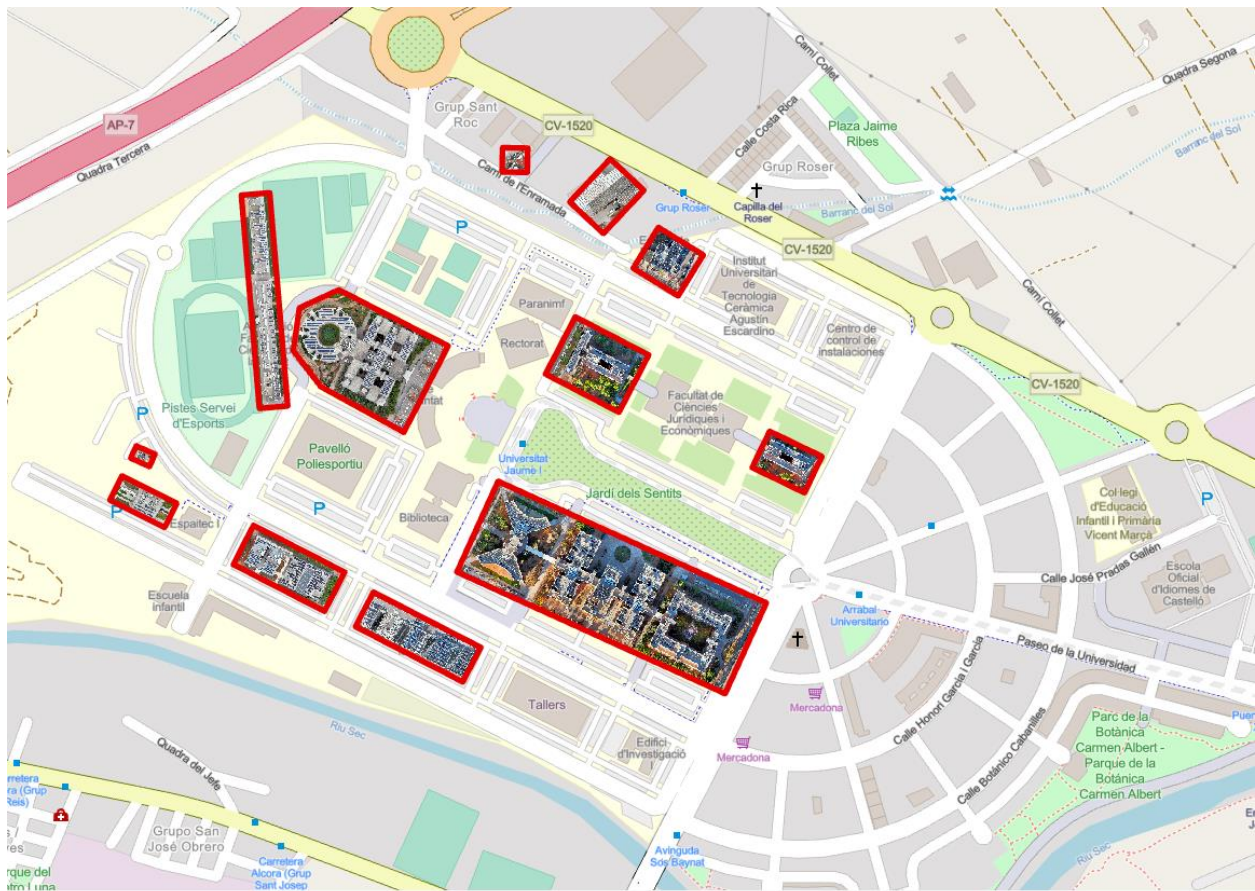 AP-7
Quadra Tercera
Grup Sant
Roc
CV-1520
Camí de l'Enramada
Camí Collet
Quadra Segona
Calle Costa Rica
Plaza Jaime
Ribes
Barranc del Sol
Grup Roser
Grup Roser
Capilla del
Roser
Barranc del Sol
CV-1520
Camí Collet
P
Institut
Universitari
de
Tecnologia
Ceràmica
Agustín
Escardino
Paranimf
Rectorat
Centro de
control de
instalaciones
CV-1520
Pistes Servei
d'Esports
P
Pavelló
Poliesportiu
Facultat de
Ciències
Jurídiques i
Econòmiques
Universitat
Jaume I
Jardí dels Sentits
P
P
Espaitec I
Biblioteca
Col·legi
d'Educació
Infantil i Primària
Vicent Marçà
P
Calle José Pradas Gallén
Escola
Oficial
d'Idiomes de
Castelló
Escuela
Infantil
Arrabal
Universitario
Paseo de la Universidad
Tallers
Mercadona
Mercadona
Calle Honori García i García
Calle Botánico Cabanilles
Edifici
d'Investigació
I
Riu Sec
Parc de la
Botànica
Carmen Albert -
Parque de la
Botánica
Carmen Albert
Quadra del Jefe
Grupo San
José Obrero
Carretera
Alcora (Grup
Sant Josep
Avinguda
Sos Baynat
Riu Sec